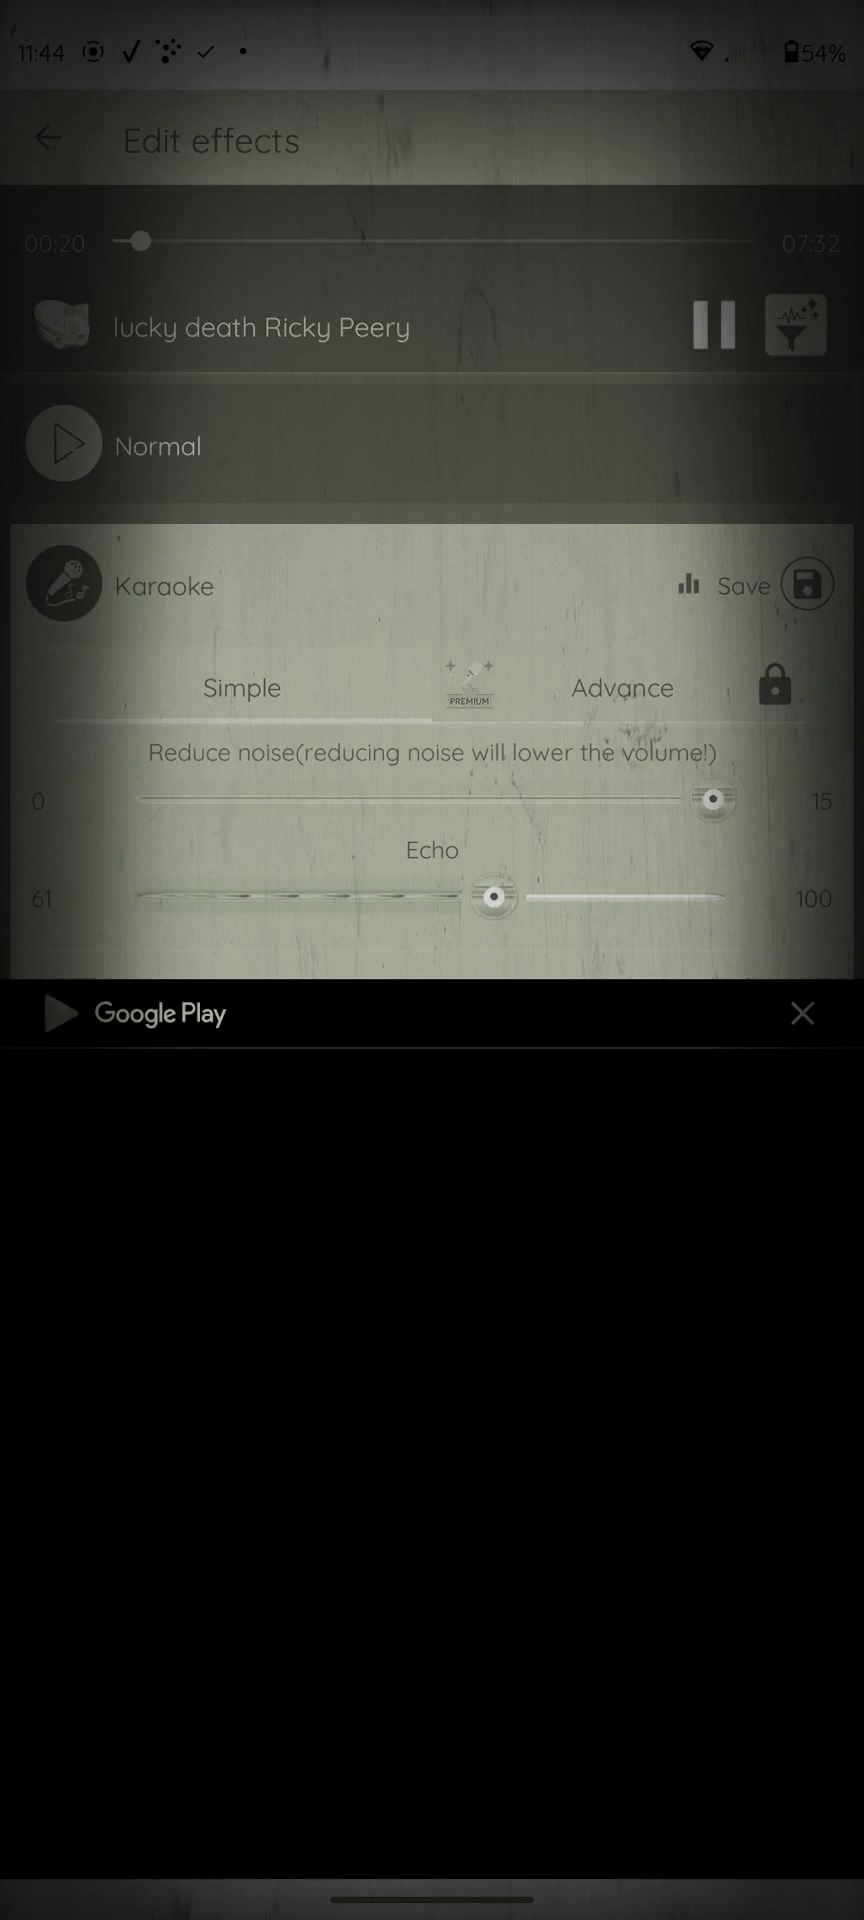 11:44 54%
Edit effects
00:20 07:32
lucky death Ricky Peery
Normal
Karaoke Save
Simple PREMIUM Advance
Reduce noise(reducing noise will lower the volume!)
0 15
Echo
61 100
Google Play